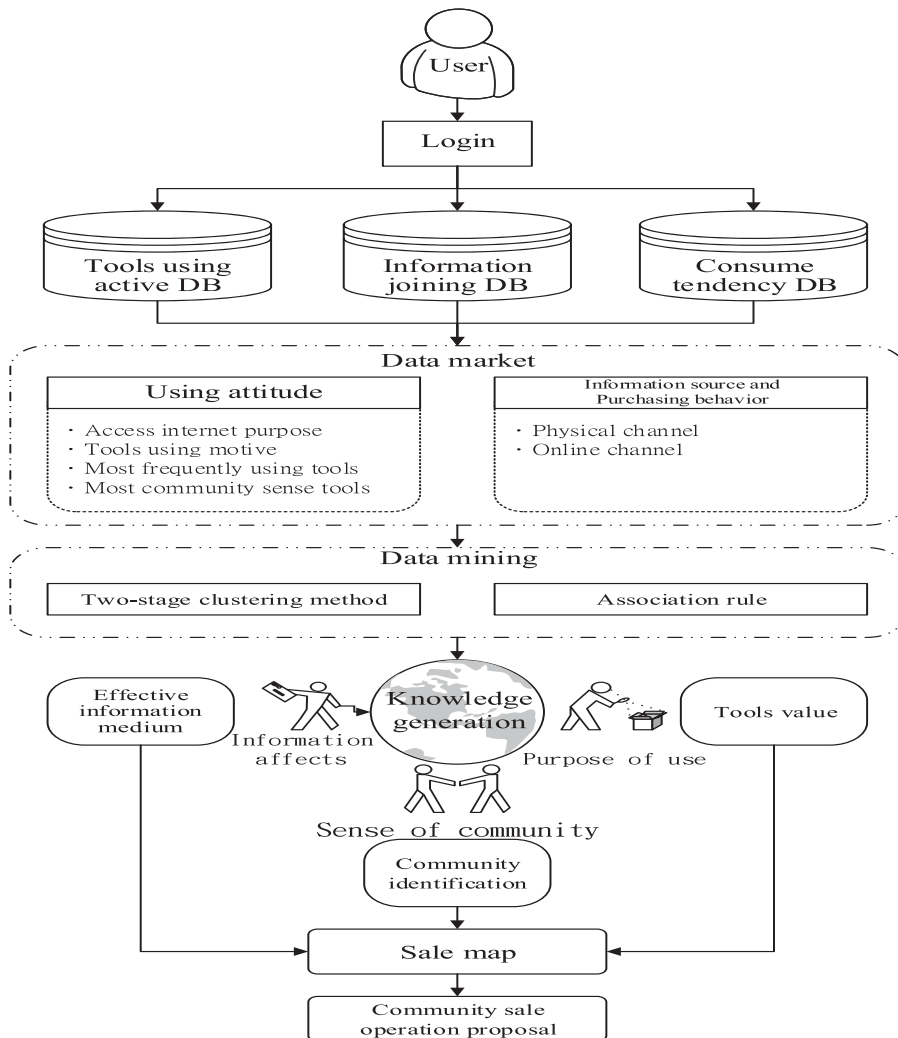 User
Login
Tools using
active DB
Information
joining DB
Consume
tendency DB
Data market
Using attitude
· Access internet purpose
· Tools using motive
· Most frequently using tools
· Most community sense tools
Information source and
Purchasing behavior
· Physical channel
· Online channel
Data mining
Two-stage clustering method
Association rule
Effective
information
medium
Information
affects
Knowledge
generation
Purpose of use
Tools value
Sense of community
Community
identification
Sale map
Community sale
operation proposal